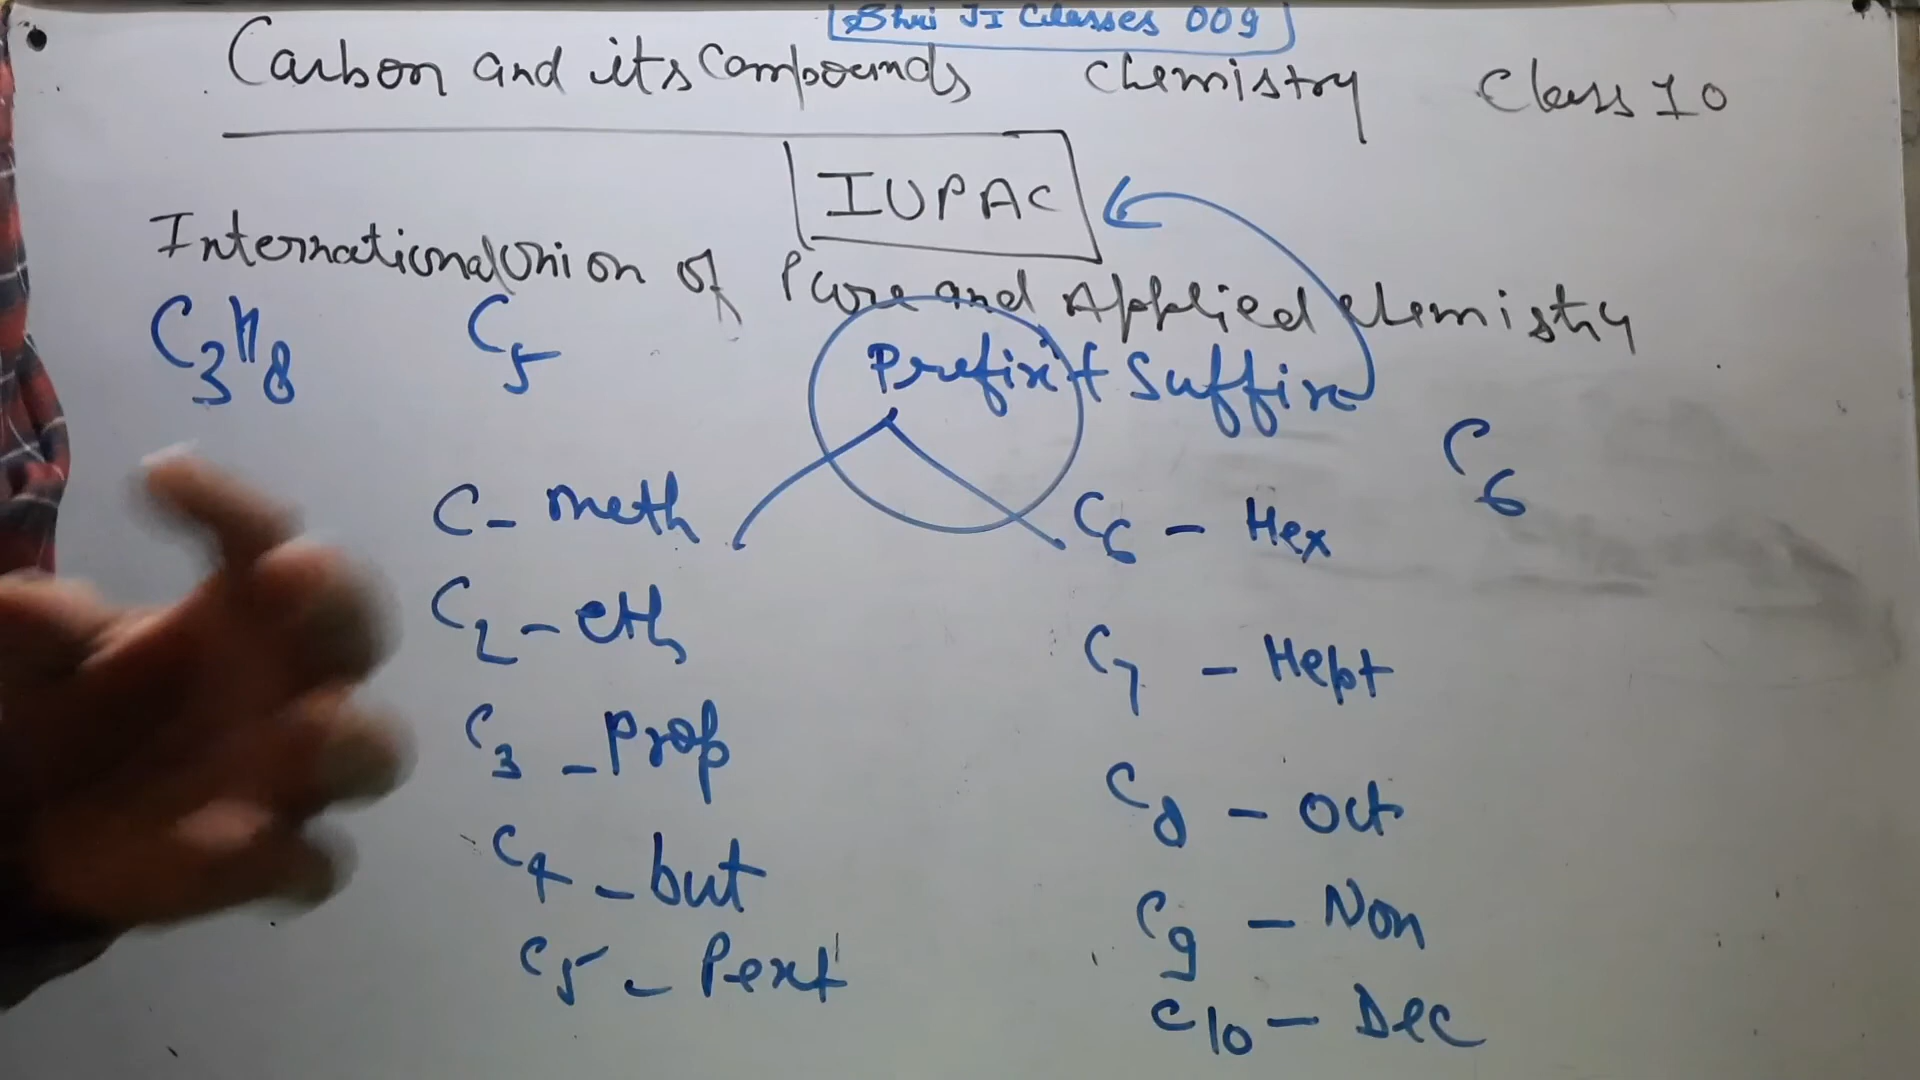 Shri JI Classes 009
Carbon and its Compounds Chemistry Class 10
IUPAC
International Union of Pure and Applied Chemistry
C3H8 C5
Prefix + Suffix
C6
C - meth
C2 - eth
C3 - Prop
C4 - but
C5 - Pent
C6 - Hex
C7 - Hept
C8 - Oct
C9 - Non
C10 - Dec